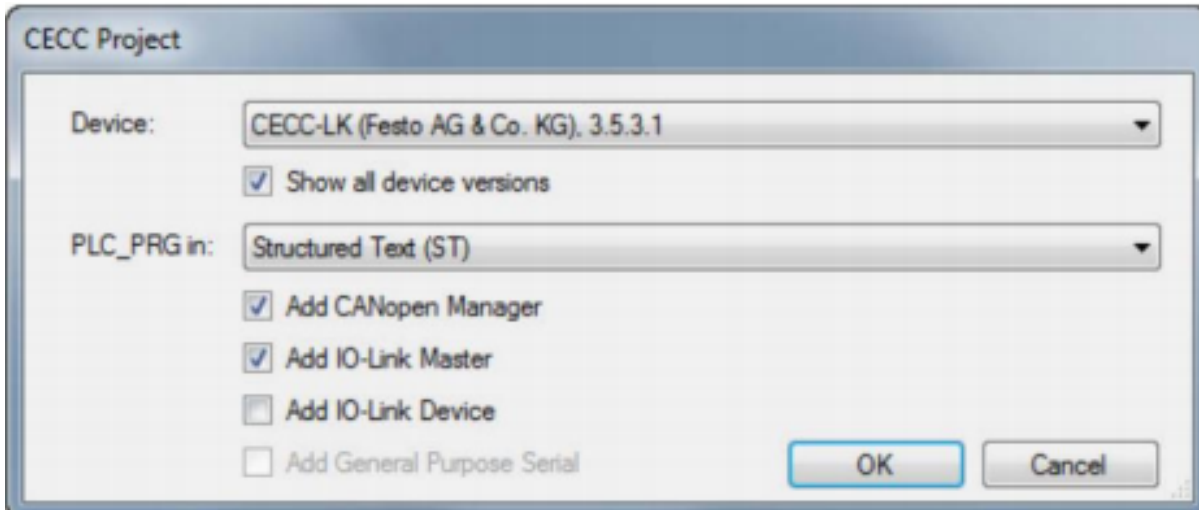 CECC Project
Device: CECC-LK (Festo AG & Co. KG), 3.5.3.1
Show all device versions
PLC_PRG in: Structured Text (ST)
Add CANopen Manager
Add IO-Link Master
Add IO-Link Device
Add General Purpose Serial
OK Cancel